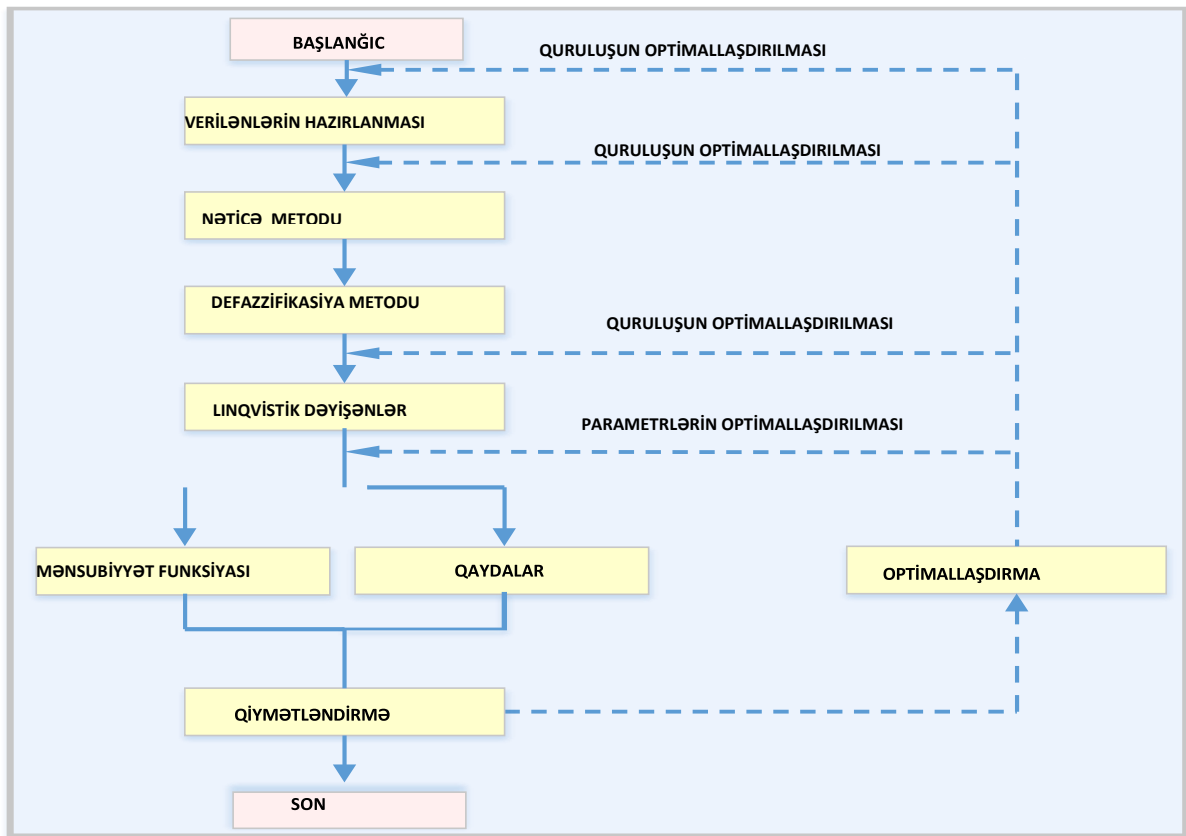 BAŞLANĞIC
QURULUŞUN OPTİMALLAŞDIRILMASI
VERİLƏNLƏRİN HAZIRLANMASI
QURULUŞUN OPTİMALLAŞDIRILMASI
NƏTİCƏ METODU
DEFAZZİFİKASİYA METODU
QURULUŞUN OPTİMALLAŞDIRILMASI
LINQVİSTİK DƏYİŞƏNLƏR
PARAMETRLƏRİN OPTİMALLAŞDIRILMASI
MƏNSUBİYYƏT FUNKSİYASI
QAYDALAR
OPTİMALLAŞDIRMA
QİYMƏTLƏNDİRMƏ
SON